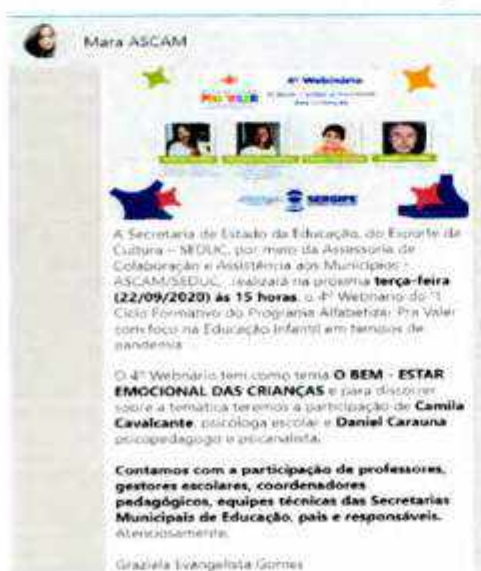 Mara ASCAM
4º Webinário
A Secretaria de Estado da Educação, do Esporte e da
Cultura – SEDUC, por meio da Assessoria de
Colaboração e Assistência aos Municípios -
ASCAM/SEDUC, realizará na próxima terça-feira
(22/09/2020) às 15 horas, o 4º Webnário do "I
Ciclo Formativo do Programa Alfabetizar Pra Valer
com foco na Educação Infantil em tempos de
pandemia
O 4º Webnário tem como tema O BEM - ESTAR
EMOCIONAL DAS CRIANÇAS e para discorrer
sobre a temática teremos a participação de Camila
Cavalcante, psicóloga escolar e Daniel Carauna
psicopedagogo e psicanalista.
Contamos com a participação de professores,
gestores escolares, coordenadores
pedagógicos, equipes técnicas das Secretarias
Municipais de Educação, pais e responsáveis.
Atenciosamente,
Graziela Evangelista Gomes
SERGIPE